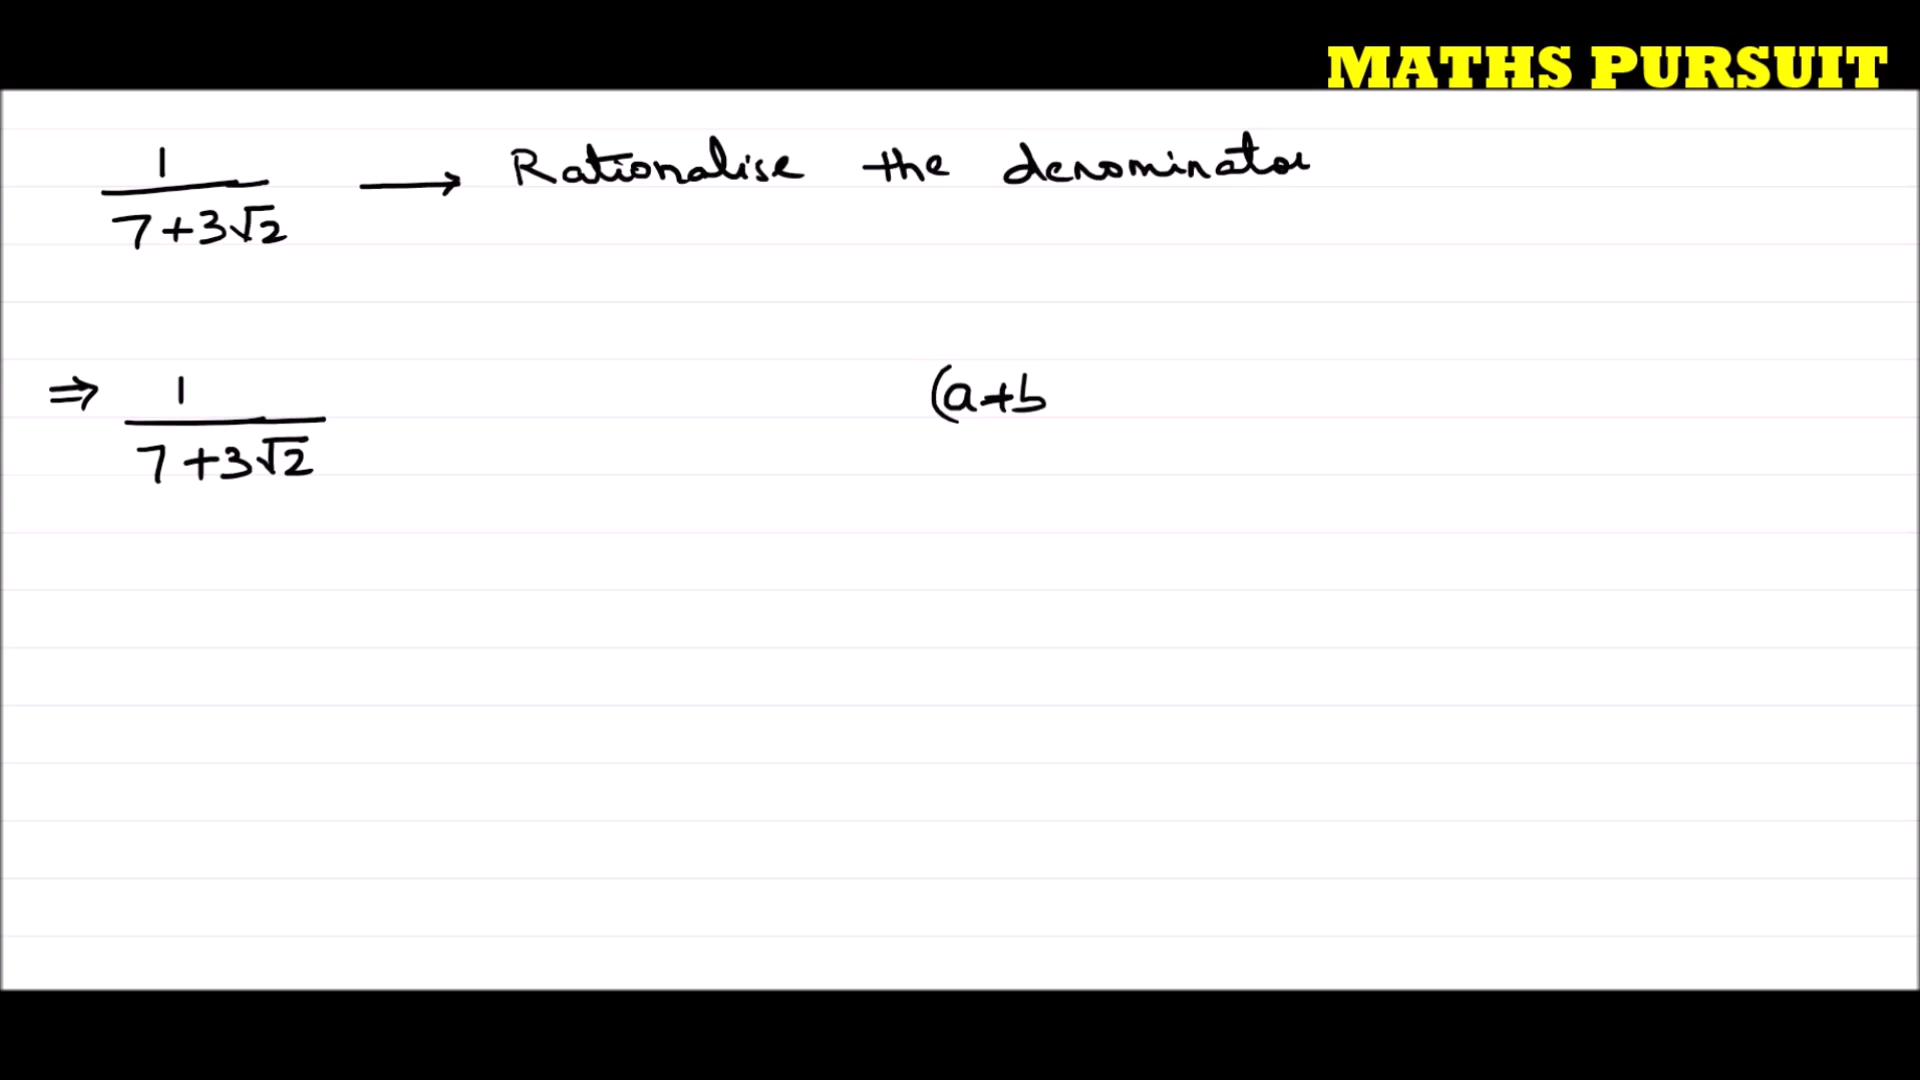 MATHS PURSUIT
1/(7+3√2) → Rationalise the denominator
⇒ 1/(7+3√2) (a+b